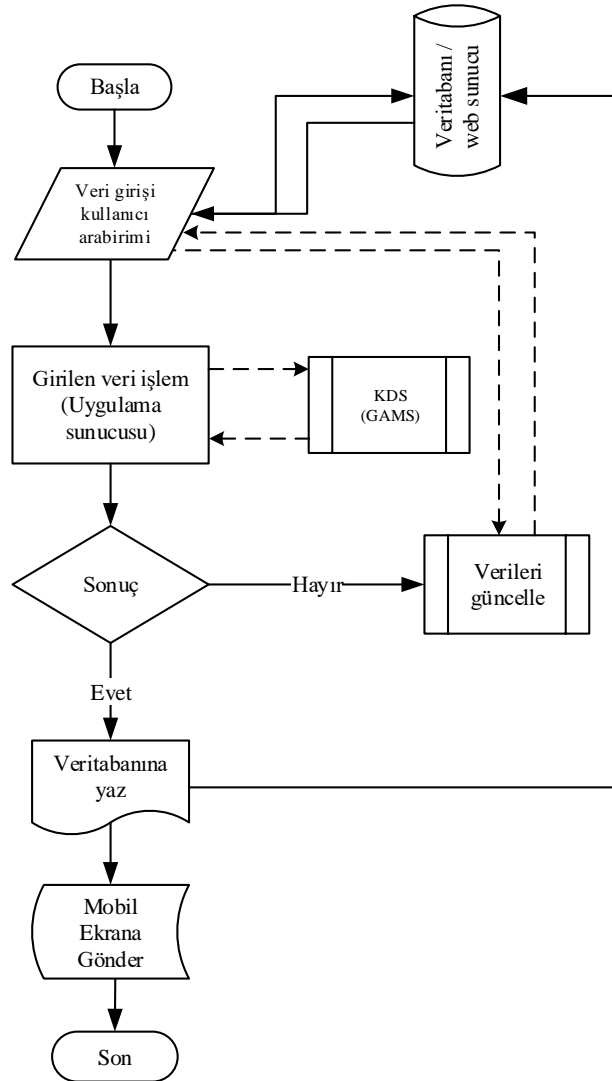 Başla
Veritabanı /
web sunucu
Veri girişi
kullanıcı
arabirimi
Girilen veri işlem
(Uygulama
sunucusu)
KDS
(GAMS)
Sonuç
Hayır
Verileri
güncelle
Evet
Veritabanına
yaz
Mobil
Ekrana
Gönder
Son